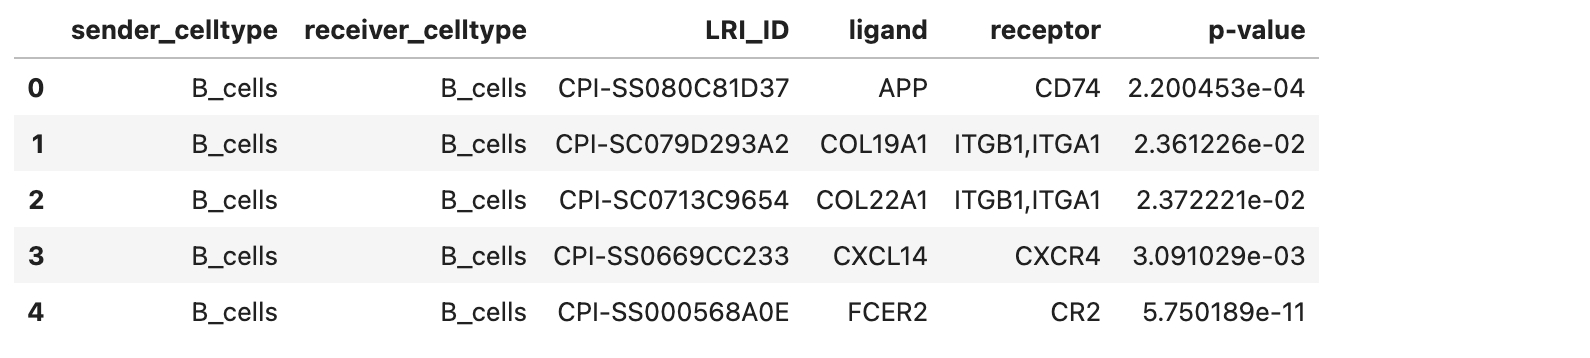 sender_celltype receiver_celltype LRI_ID ligand receptor p-value
0 B_cells B_cells CPI-SS080C81D37 APP CD74 2.200453e-04
1 B_cells B_cells CPI-SC079D293A2 COL19A1 ITGB1,ITGA1 2.361226e-02
2 B_cells B_cells CPI-SC0713C9654 COL22A1 ITGB1,ITGA1 2.372221e-02
3 B_cells B_cells CPI-SS0669CC233 CXCL14 CXCR4 3.091029e-03
4 B_cells B_cells CPI-SS000568A0E FCER2 CR2 5.750189e-11